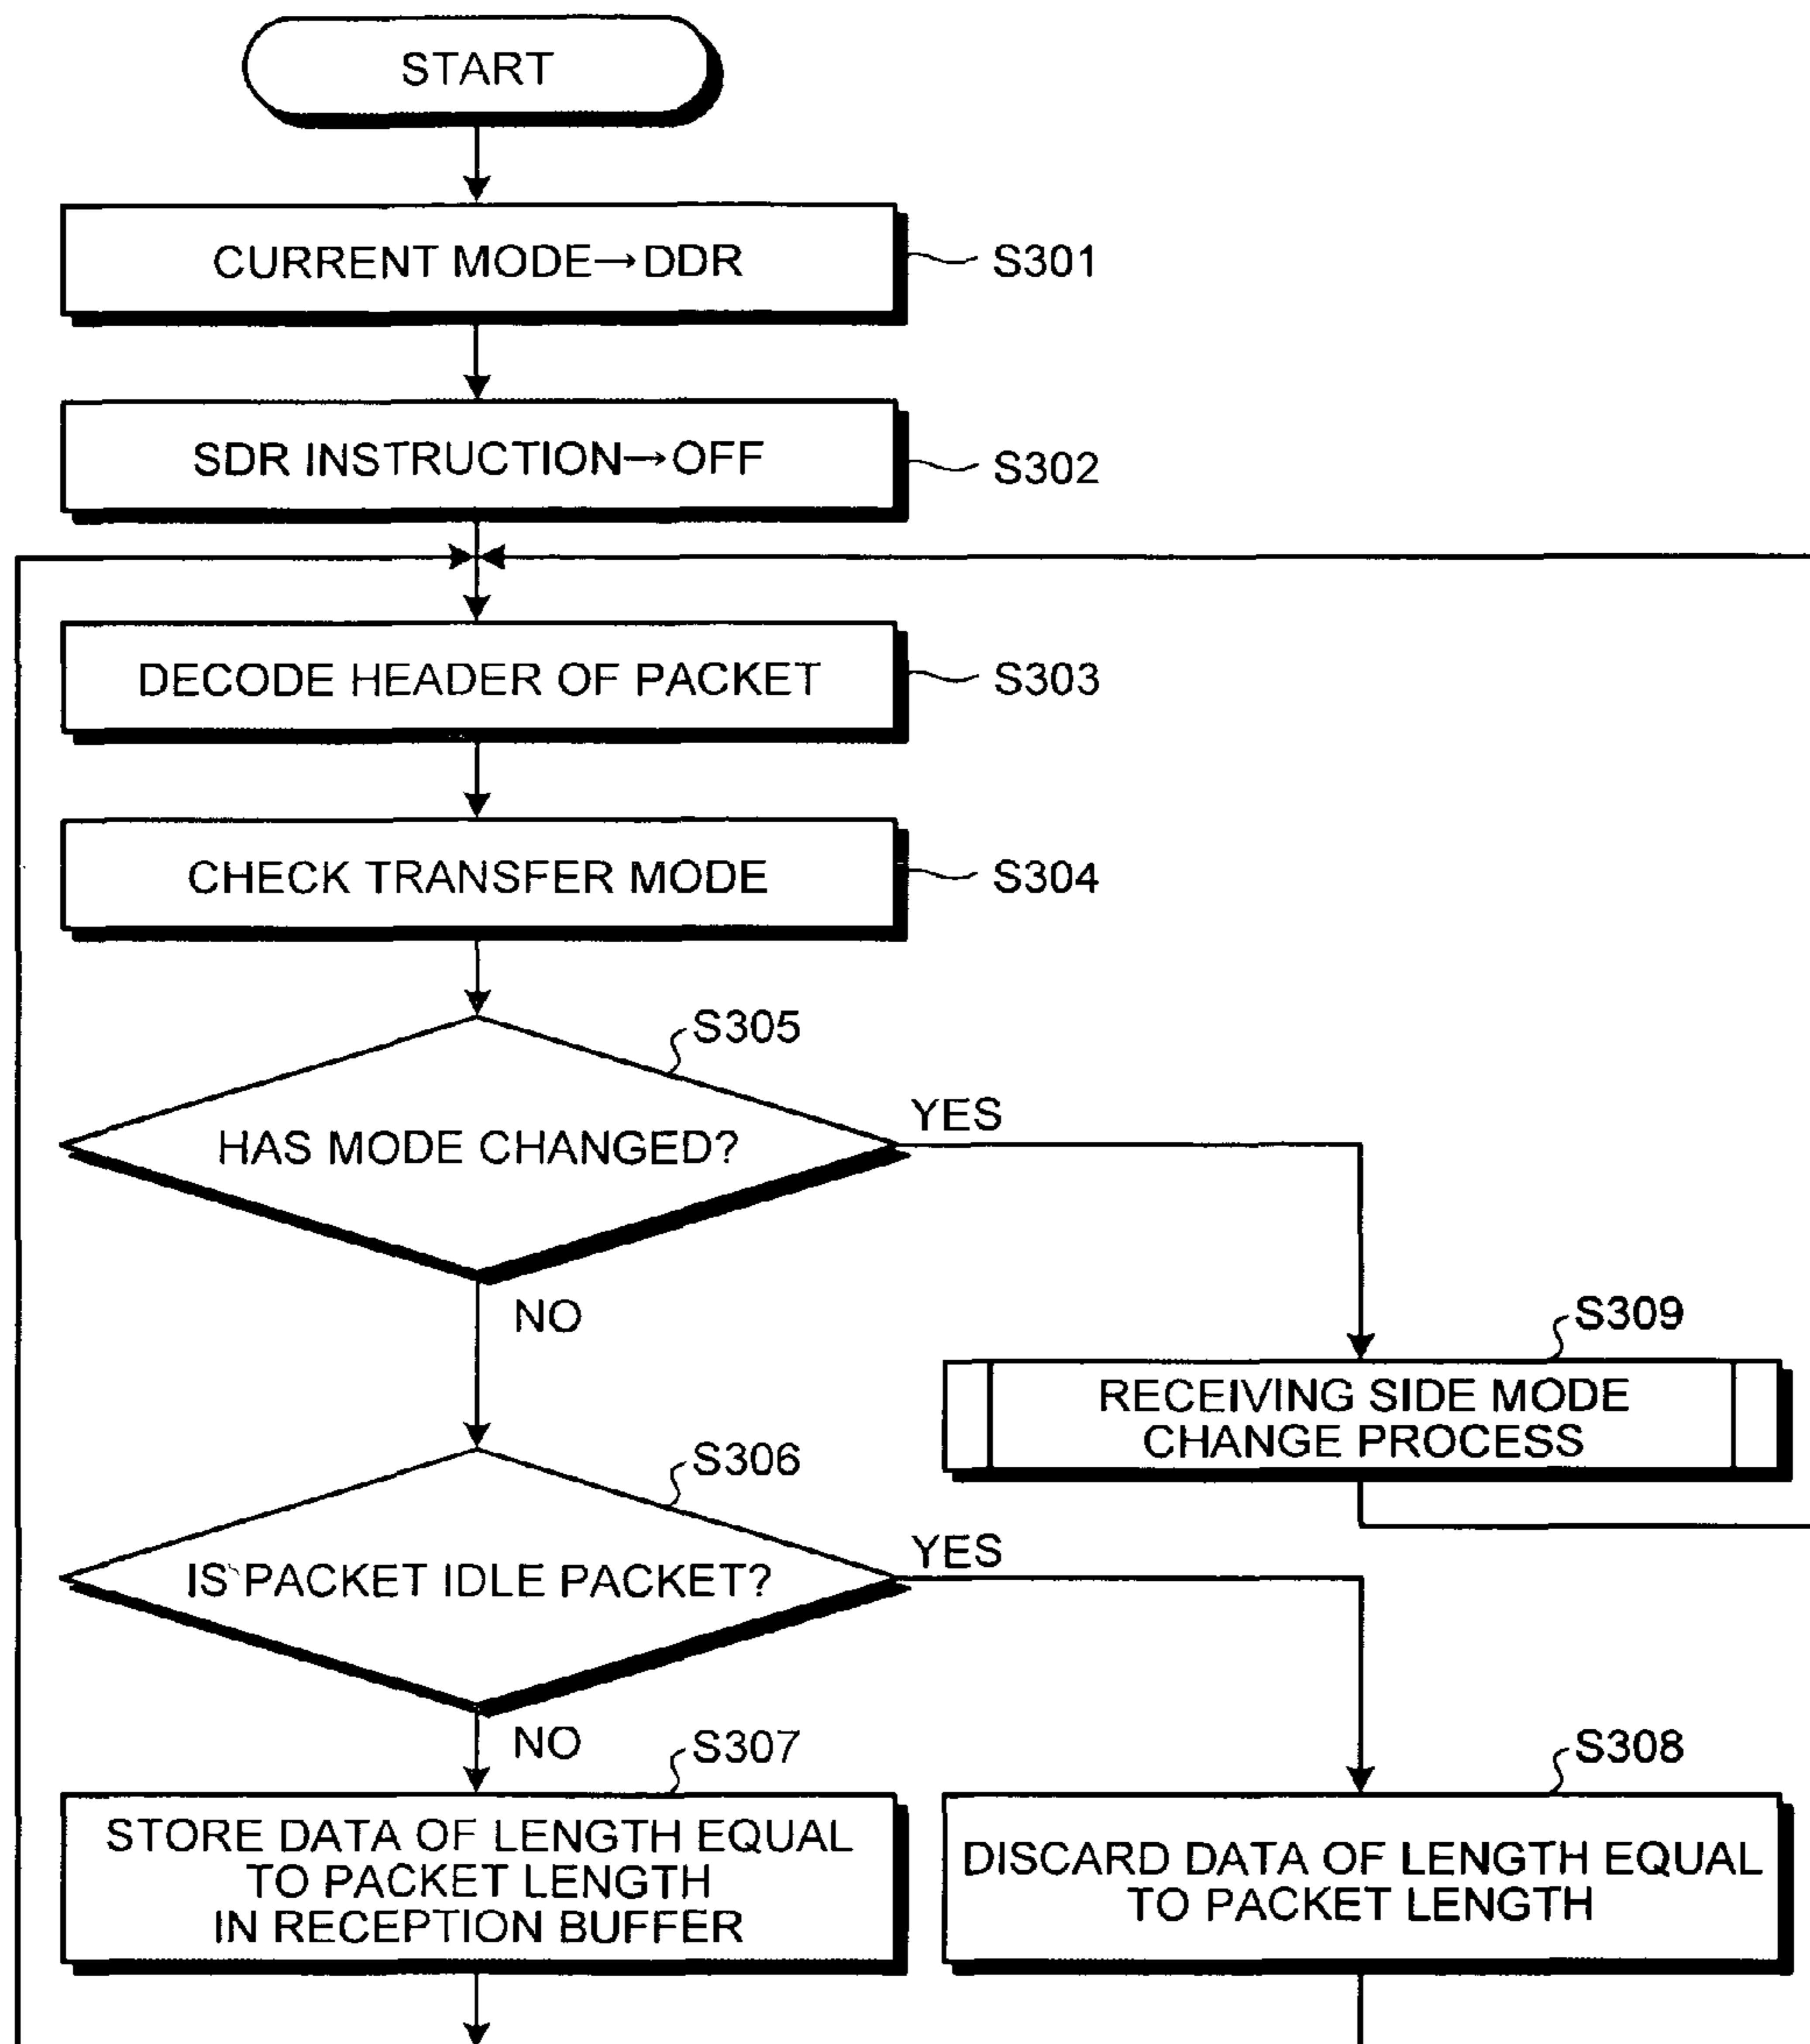 START
CURRENT MODE→DDR
S301
SDR INSTRUCTION→OFF
S302
DECODE HEADER OF PACKET
S303
CHECK TRANSFER MODE
S304
S305
HAS MODE CHANGED?
YES
NO
S309
RECEIVING SIDE MODE
CHANGE PROCESS
S306
IS PACKET IDLE PACKET?
YES
NO
S307
STORE DATA OF LENGTH EQUAL
TO PACKET LENGTH
IN RECEPTION BUFFER
S308
DISCARD DATA OF LENGTH EQUAL
TO PACKET LENGTH